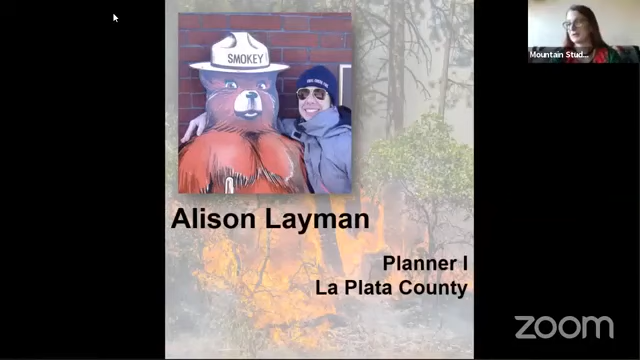 SMOKEY
Mountain Stud...
Alison Layman
Planner I
La Plata County
zoom